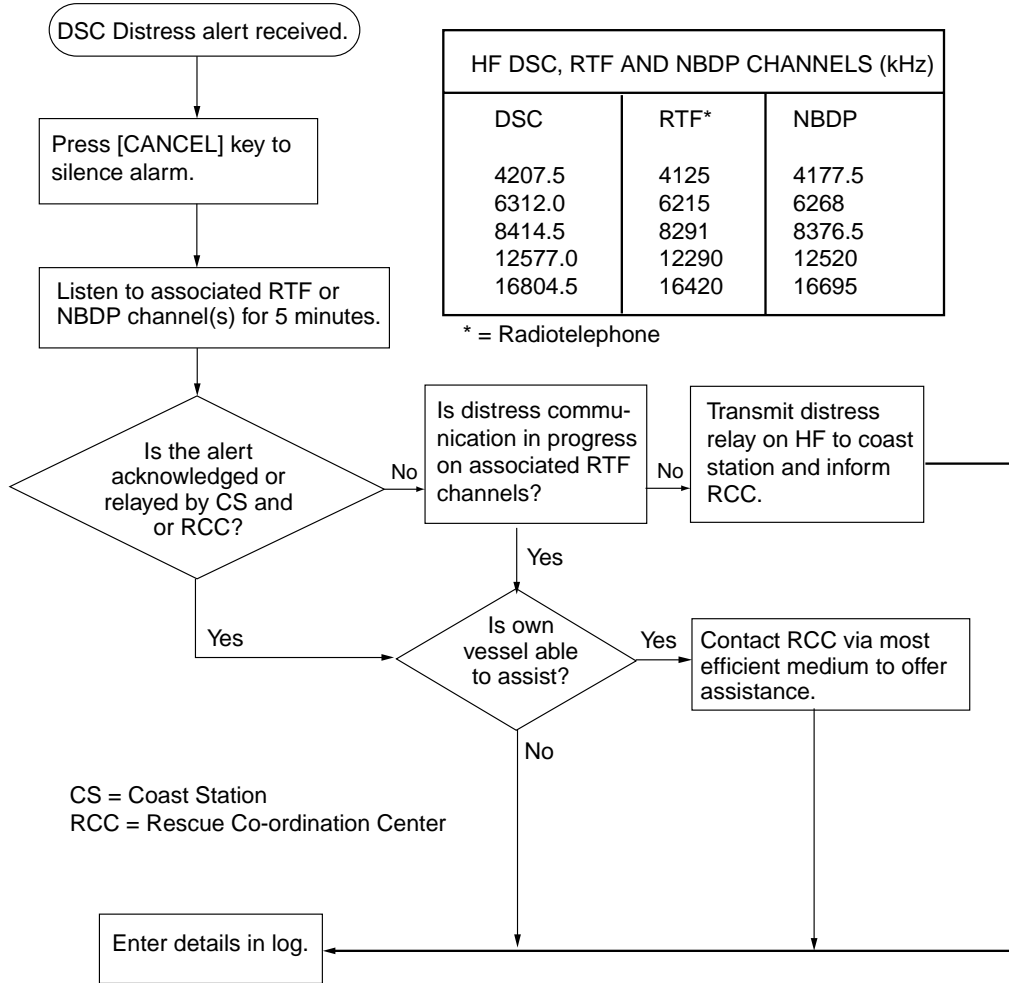 DSC Distress alert received.
Press [CANCEL] key to
silence alarm.
Listen to associated RTF or
NBDP channel(s) for 5 minutes.
HF DSC, RTF AND NBDP CHANNELS (kHz)
DSC RTF* NBDP
4207.5 4125 4177.5
6312.0 6215 6268
8414.5 8291 8376.5
12577.0 12290 12520
16804.5 16420 16695
* = Radiotelephone
Is the alert
acknowledged or
relayed by CS and
or RCC?
No
Is distress commu-
nication in progress
on associated RTF
channels?
No
Transmit distress
relay on HF to coast
station and inform
RCC.
Yes
Yes
Is own
vessel able
to assist?
Yes
Contact RCC via most
efficient medium to offer
assistance.
No
CS = Coast Station
RCC = Rescue Co-ordination Center
Enter details in log.